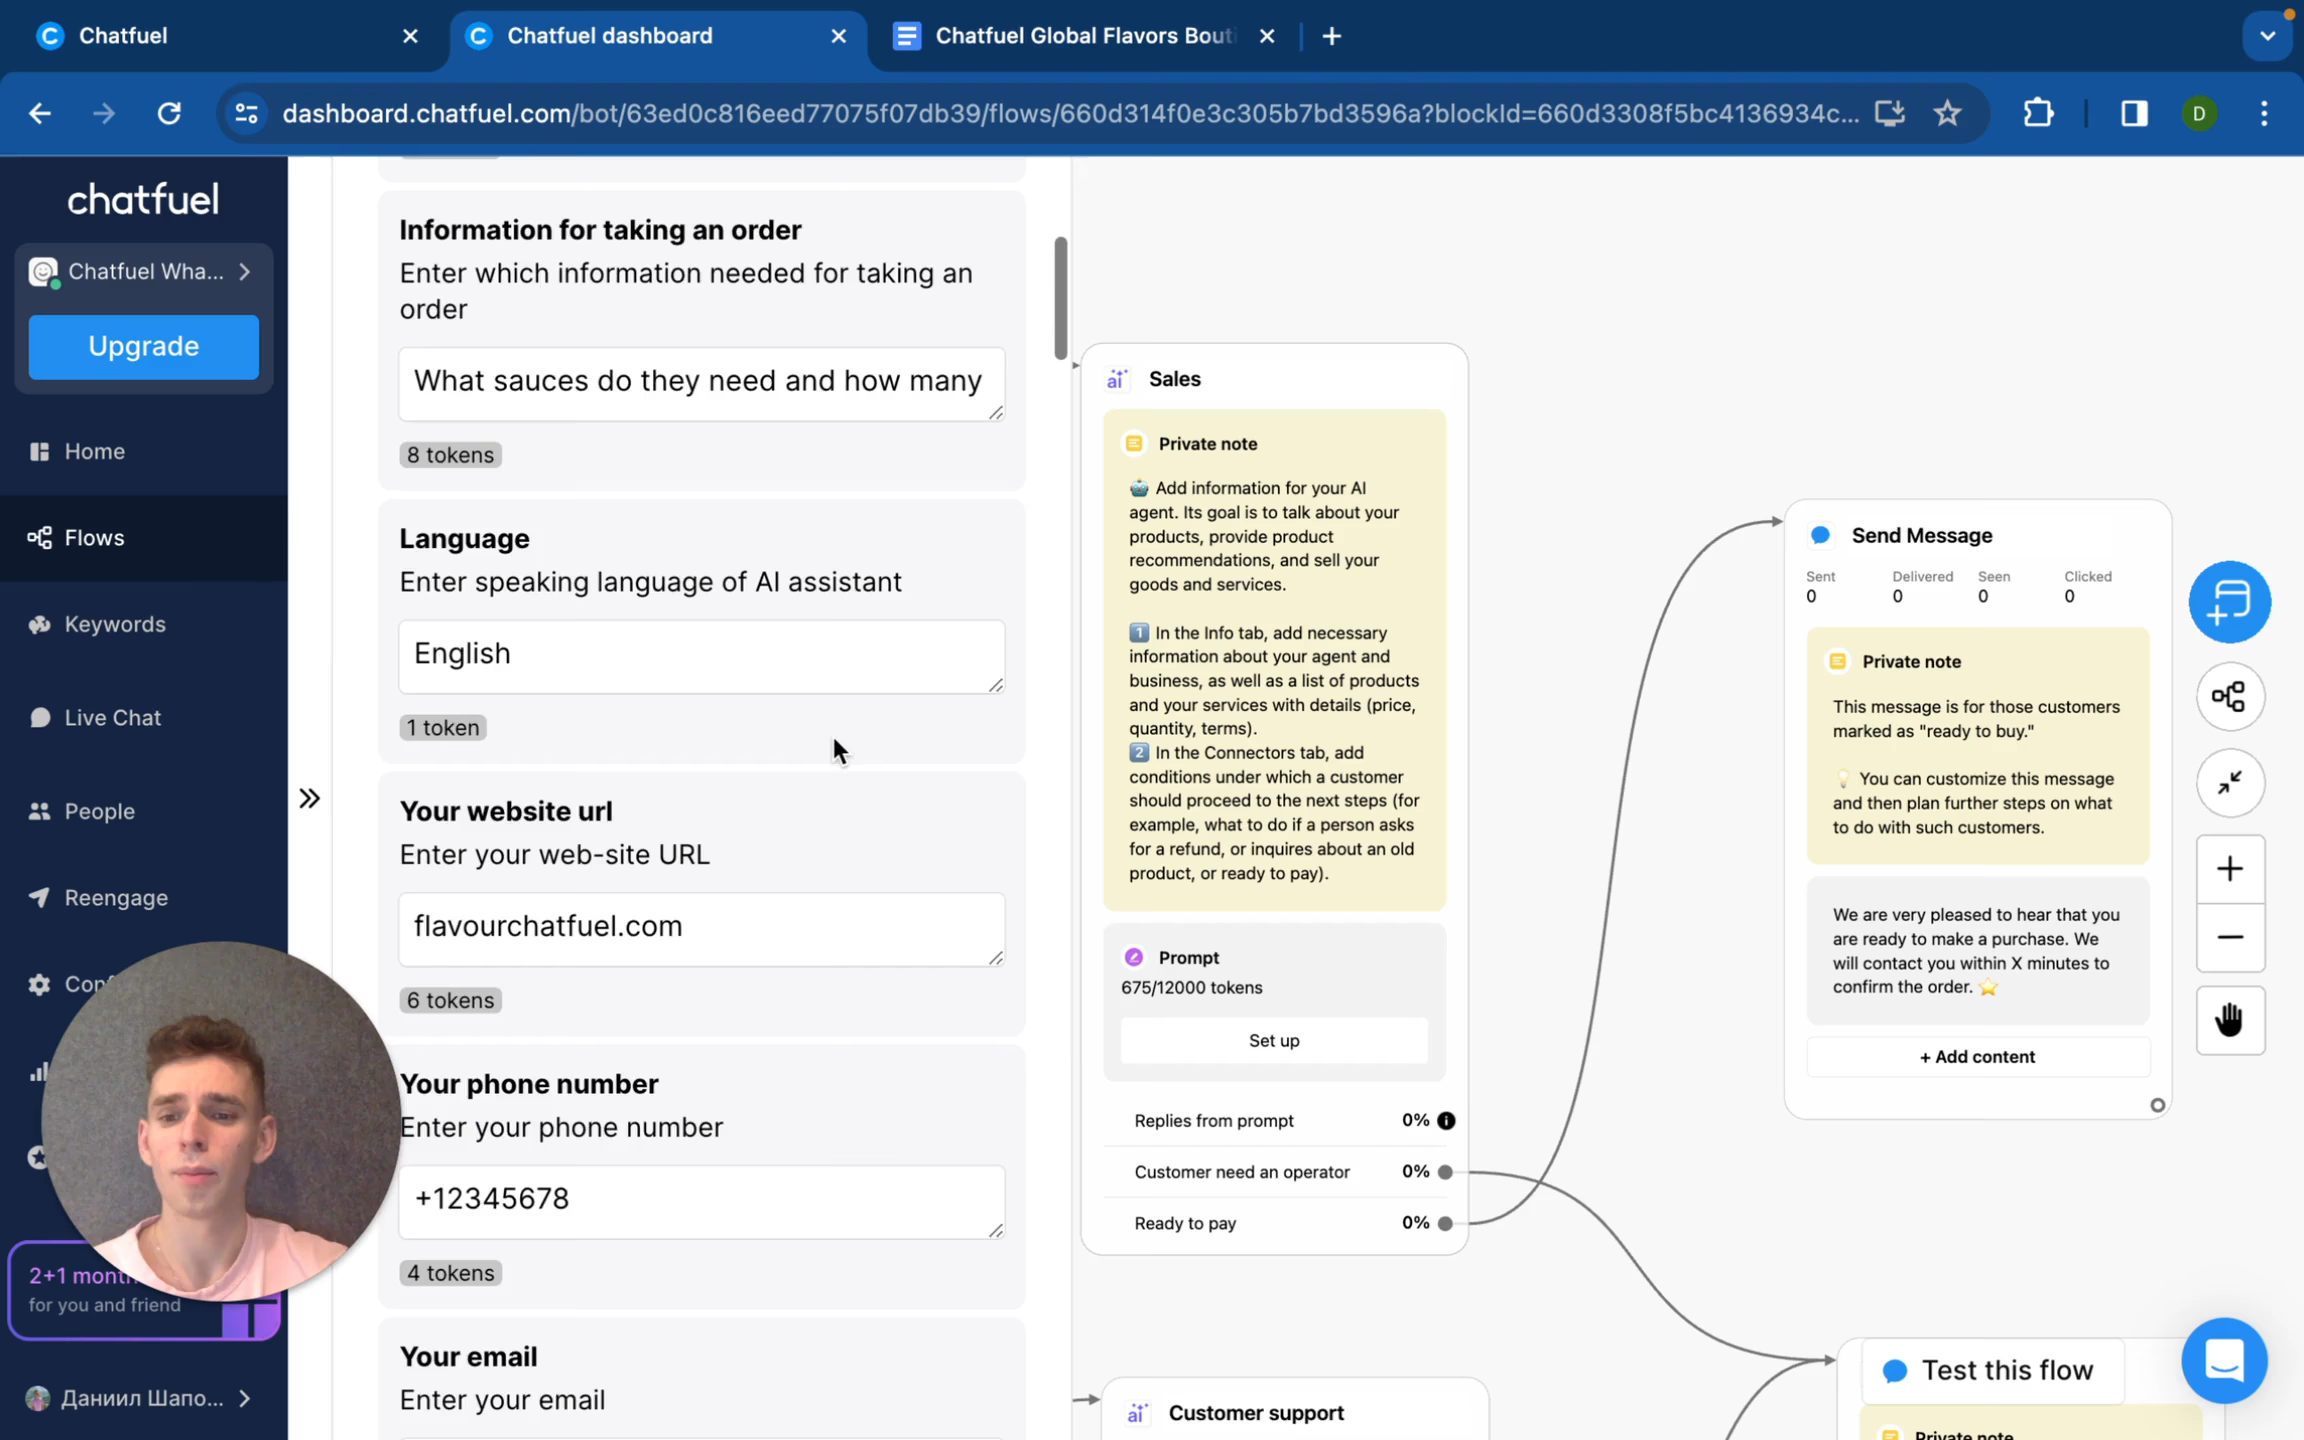 Chatfuel
Chatfuel dashboard
Chatfuel Global Flavors Bouti
dashboard.chatfuel.com/bot/63ed0c816eed77075f07db39/flows/660d314f0e3c305b7bd3596a?blockId=660d3308f5bc4136934c...
D
chatfuel
Chatfuel Wha...
Upgrade
Home
Flows
Keywords
Live Chat
People
Reengage
2+1 month
for you and friend
Даниил Шапо...
Information for taking an order
Enter which information needed for taking an
order
What sauces do they need and how many
8 tokens
Language
Enter speaking language of AI assistant
English
1 token
Your website url
Enter your web-site URL
flavourchatfuel.com
6 tokens
Your phone number
Enter your phone number
+12345678
4 tokens
Your email
Enter your email
ai Sales
Private note
🤖 Add information for your AI
agent. Its goal is to talk about your
products, provide product
recommendations, and sell your
goods and services.
1️⃣ In the Info tab, add necessary
information about your agent and
business, as well as a list of products
and your services with details (price,
quantity, terms).
2️⃣ In the Connectors tab, add
conditions under which a customer
should proceed to the next steps (for
example, what to do if a person asks
for a refund, or inquires about an old
product, or ready to pay).
Prompt
675/12000 tokens
Set up
Replies from prompt 0%
Customer need an operator 0%
Ready to pay 0%
ai Customer support
Send Message
Sent Delivered Seen Clicked
0 0 0 0
Private note
This message is for those customers
marked as "ready to buy."
💡 You can customize this message
and then plan further steps on what
to do with such customers.
We are very pleased to hear that you
are ready to make a purchase. We
will contact you within X minutes to
confirm the order. ⭐
+ Add content
Test this flow
Private note